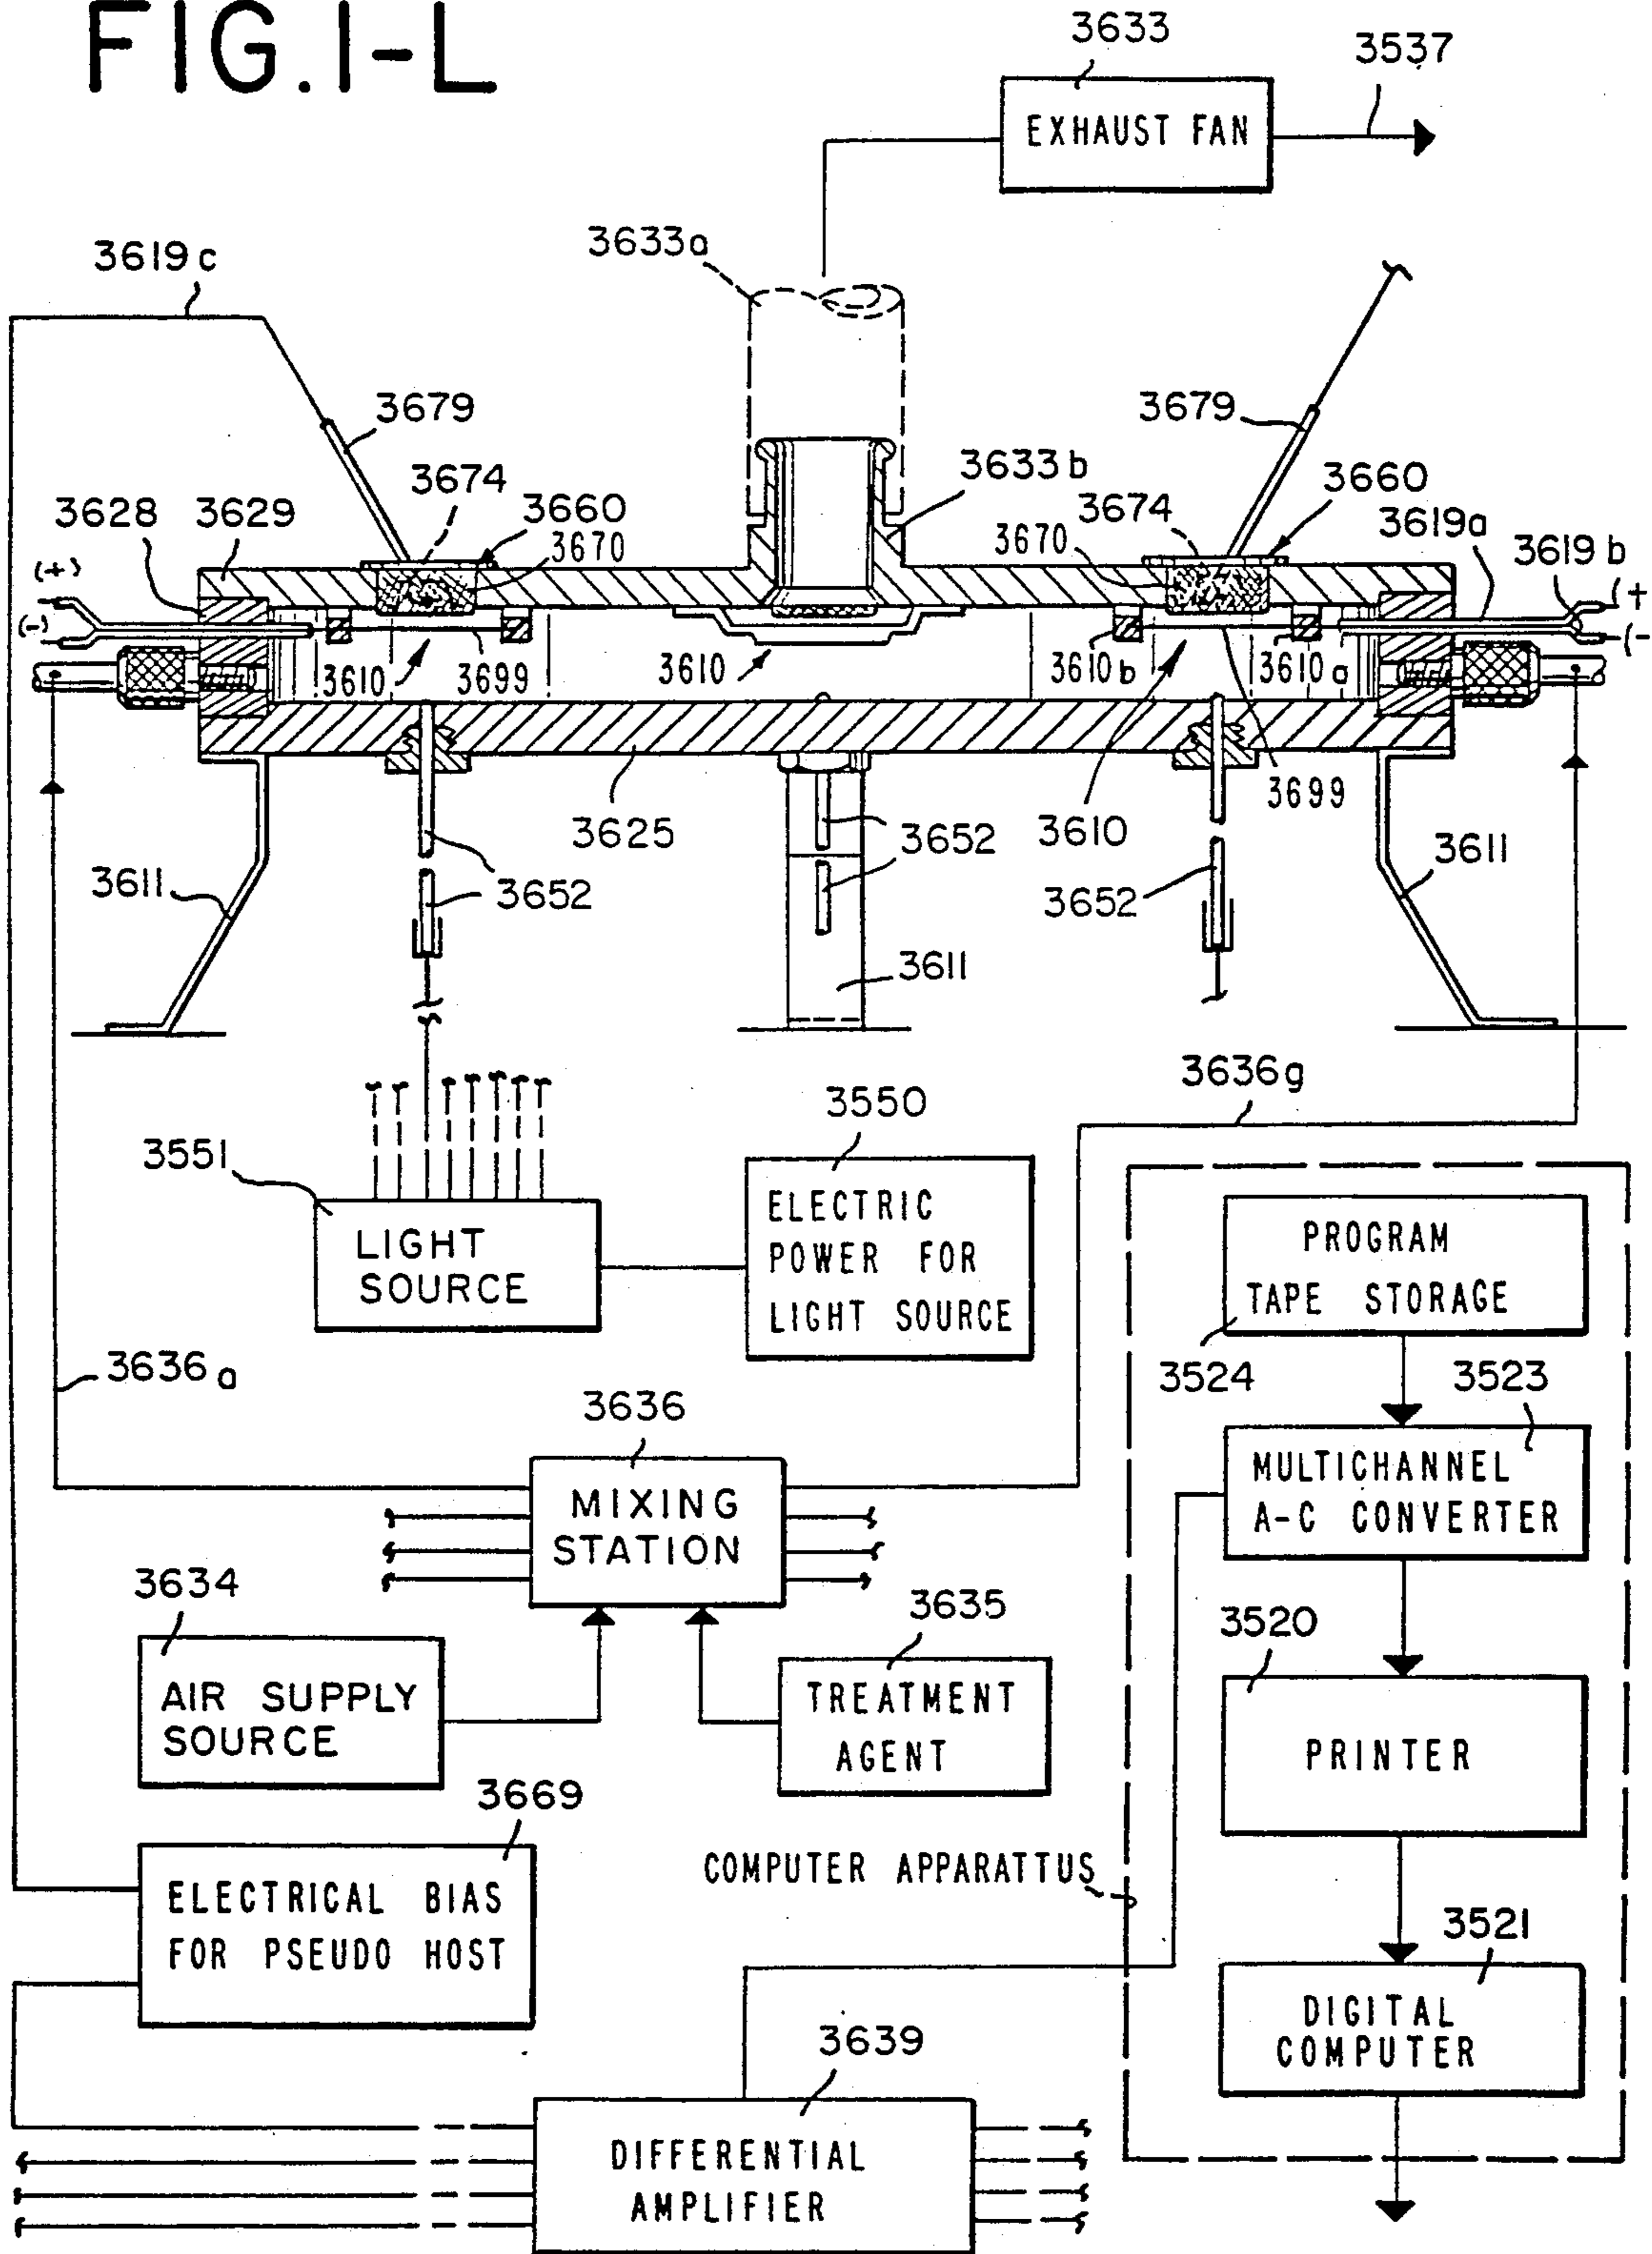 FIG.1-L
3633
3537
EXHAUST FAN
3633a
3619c
3679
3679
3674
3660
3633b
3674
3660
3628
3629
3670
3670
3619a
3619b
(+)
(-)
(+
(-
3610
3699
3610
3610b
3610a
3625
3652
3610
3699
3611
3652
3652
3611
3611
3636g
3550
3551
LIGHT
SOURCE
ELECTRIC
POWER FOR
LIGHT SOURCE
PROGRAM
TAPE STORAGE
3636a
3524
3523
3636
MIXING
STATION
MULTICHANNEL
A-C CONVERTER
3634
3635
3520
AIR SUPPLY
SOURCE
TREATMENT
AGENT
PRINTER
3669
COMPUTER APPARATTUS
ELECTRICAL BIAS
FOR PSEUDO HOST
3521
DIGITAL
COMPUTER
3639
DIFFERENTIAL
AMPLIFIER